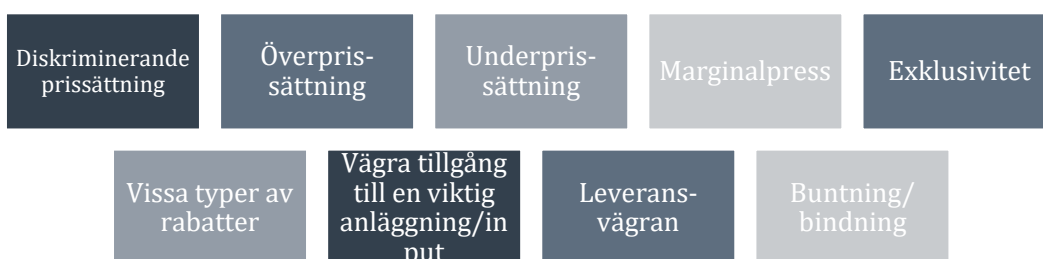 Diskriminerande
prissättning
Överpris-
sättning
Underpris-
sättning
Marginalpress
Exklusivitet
Vissa typer av
rabatter
Vägra tillgång
till en viktig
anläggning/in
put
Leverans-
vägran
Buntning/
bindning